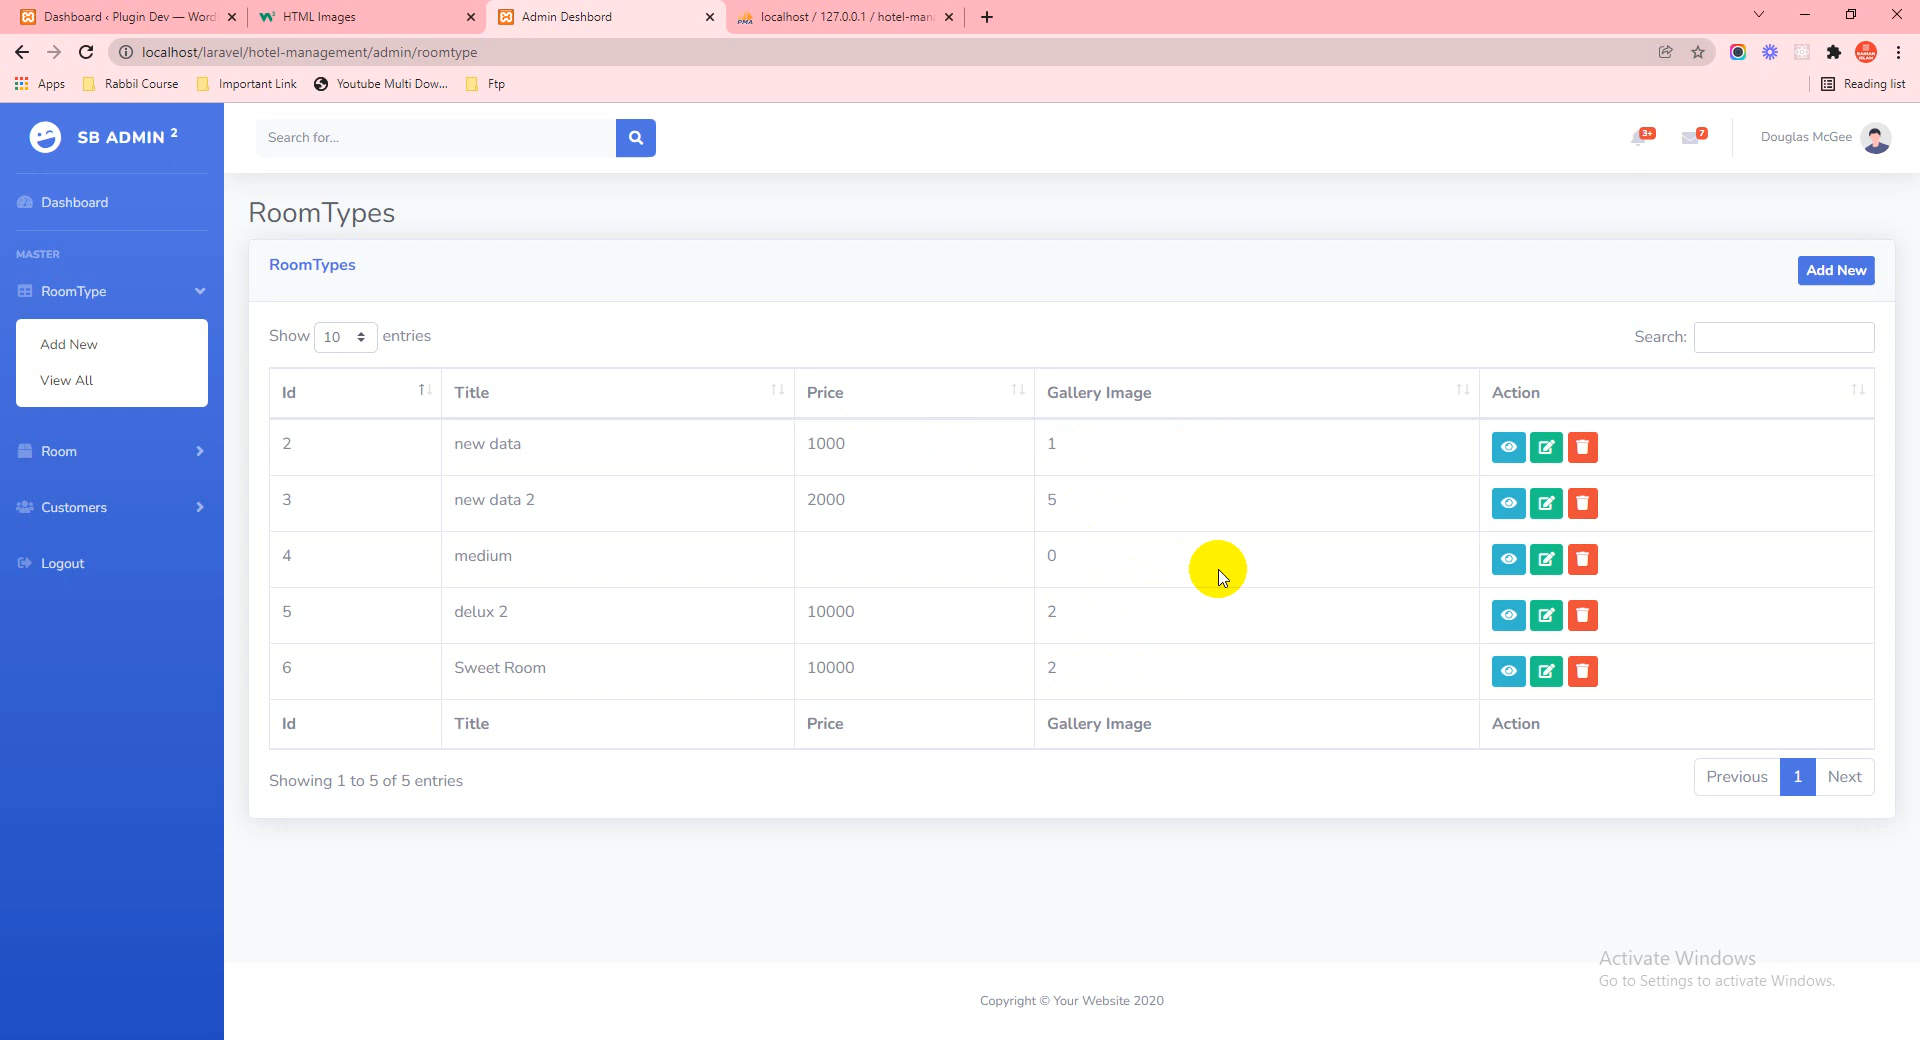 Dashboard ‹ Plugin Dev — Word
HTML Images
Admin Deshbord
localhost / 127.0.0.1 / hotel-man
localhost/laravel/hotel-management/admin/roomtype
Apps
Rabbil Course
Important Link
Youtube Multi Dow...
Ftp
Reading list
SB ADMIN 2
Search for...
3+
7
Douglas McGee
Dashboard
MASTER
RoomType
Add New
View All
Room
Customers
Logout
RoomTypes
RoomTypes
Add New
Show 10 entries
Search:
Id Title Price Gallery Image Action
2 new data 1000 1
3 new data 2 2000 5
4 medium 0
5 delux 2 10000 2
6 Sweet Room 10000 2
Id Title Price Gallery Image Action
Showing 1 to 5 of 5 entries
Previous 1 Next
Activate Windows
Go to Settings to activate Windows.
Copyright © Your Website 2020